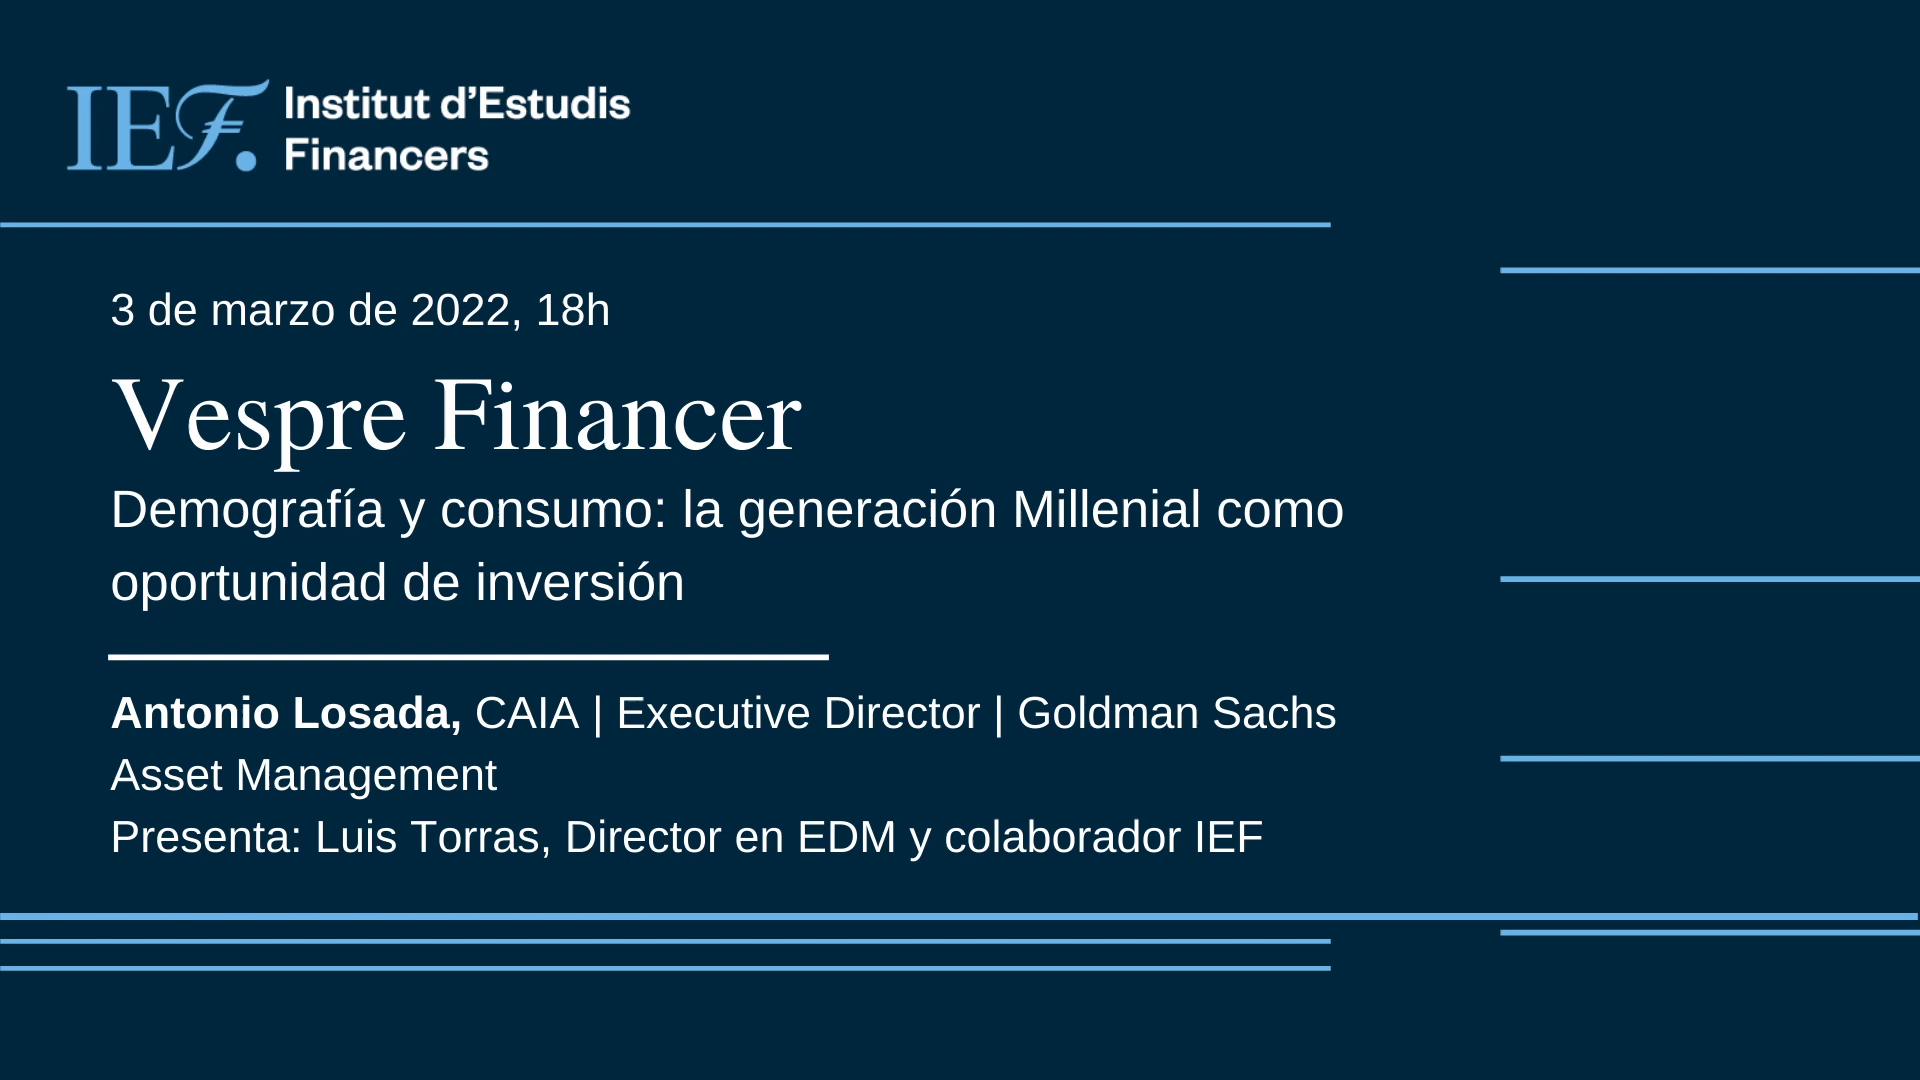 IEF.
Institut d’Estudis
Financers
3 de marzo de 2022, 18h
Vespre Financer
Demografía y consumo: la generación Millenial como
oportunidad de inversión
Antonio Losada, CAIA | Executive Director | Goldman Sachs
Asset Management
Presenta: Luis Torras, Director en EDM y colaborador IEF